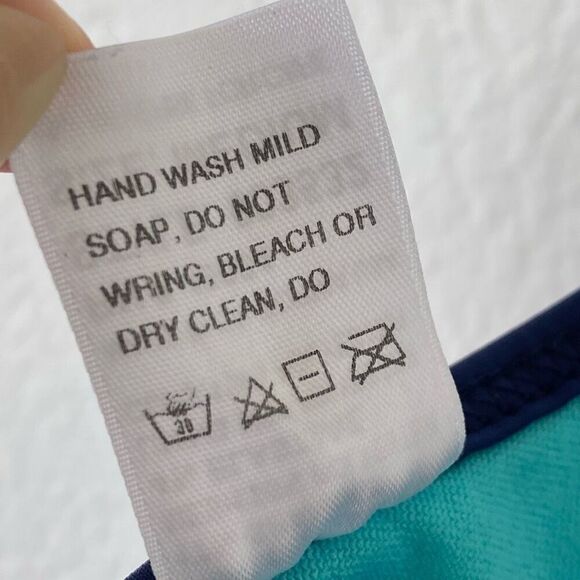 HAND WASH MILD
SOAP, DO NOT
WRING, BLEACH OR
DRY CLEAN, DO
30